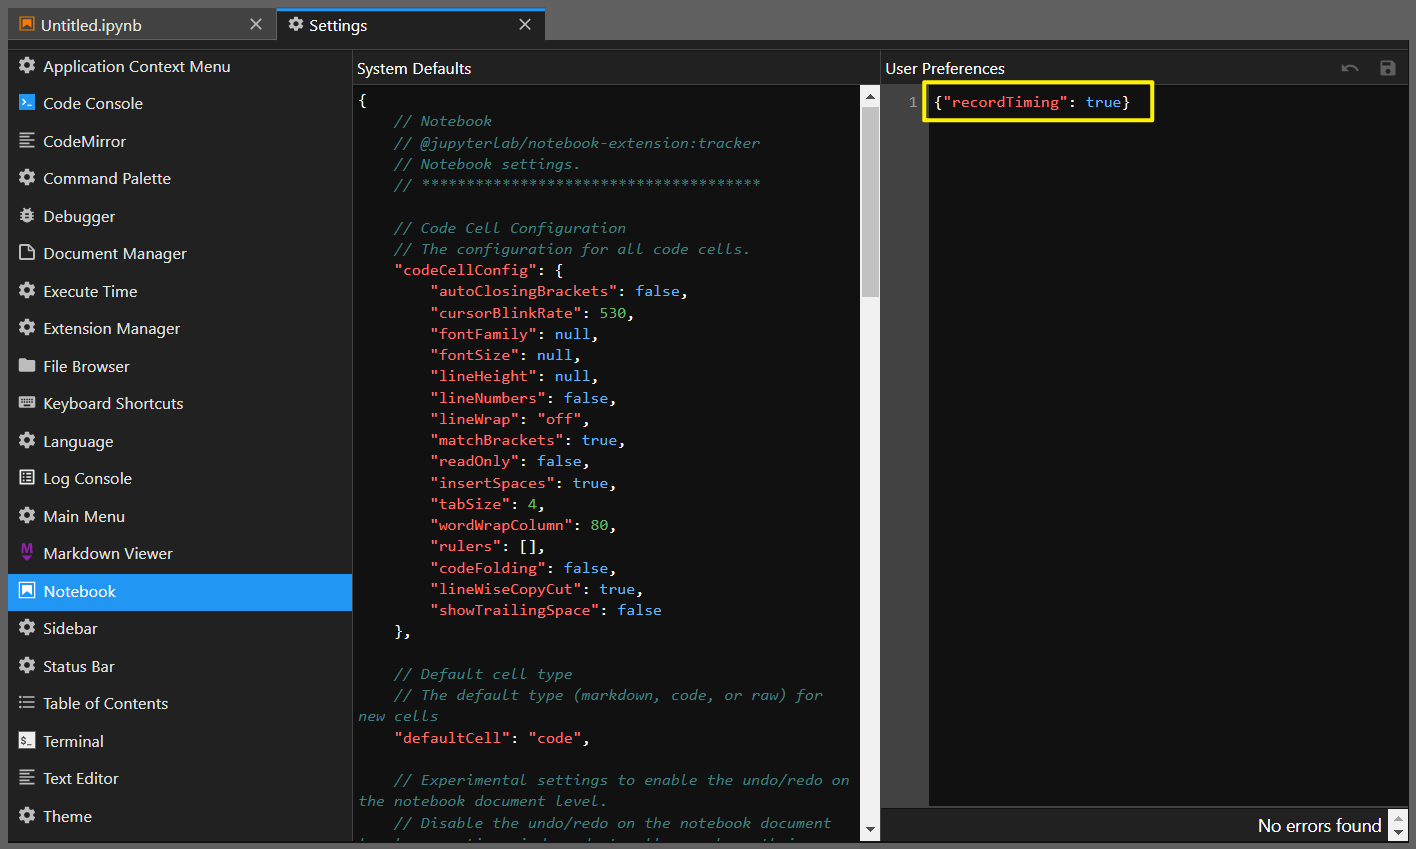 Untitled.ipynb
Settings
Application Context Menu
Code Console
CodeMirror
Command Palette
Debugger
Document Manager
Execute Time
Extension Manager
File Browser
Keyboard Shortcuts
Language
Log Console
Main Menu
Markdown Viewer
Notebook
Sidebar
Status Bar
Table of Contents
Terminal
Text Editor
Theme
System Defaults
{
    // Notebook
    // @jupyterlab/notebook-extension:tracker
    // Notebook settings.
    // **************************************
    // Code Cell Configuration
    // The configuration for all code cells.
    "codeCellConfig": {
        "autoClosingBrackets": false,
        "cursorBlinkRate": 530,
        "fontFamily": null,
        "fontSize": null,
        "lineHeight": null,
        "lineNumbers": false,
        "lineWrap": "off",
        "matchBrackets": true,
        "readOnly": false,
        "insertSpaces": true,
        "tabSize": 4,
        "wordWrapColumn": 80,
        "rulers": [],
        "codeFolding": false,
        "lineWiseCopyCut": true,
        "showTrailingSpace": false
    },
    // Default cell type
    // The default type (markdown, code, or raw) for
new cells
    "defaultCell": "code",
    // Experimental settings to enable the undo/redo on
the notebook document level.
    // Disable the undo/redo on the notebook document
User Preferences
1 {"recordTiming": true}
No errors found